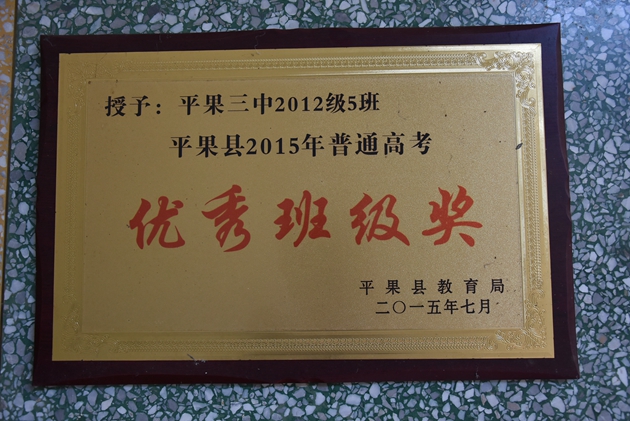 授予：平果三中2012级5班
平果县2015年普通高考
优秀班级奖
平果县教育局
二〇一五年七月